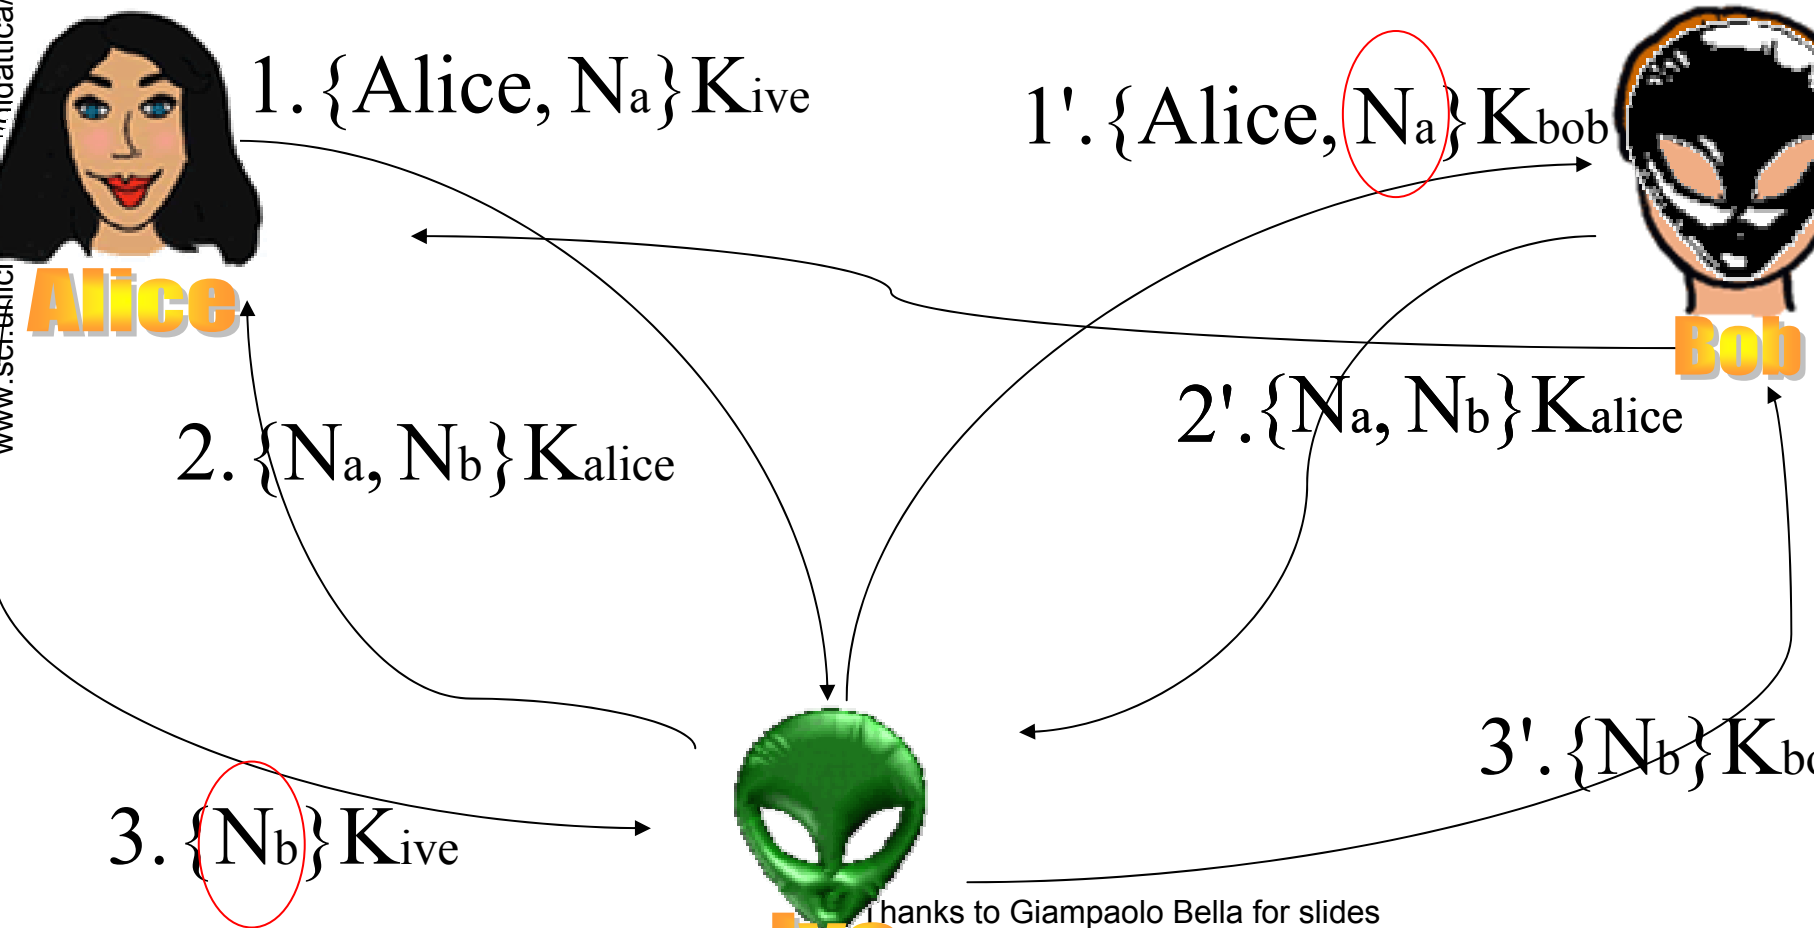 1. {Alice, Na}Kive
1'. {Alice, Na}Kbob
Alice
Bob
2. {Na, Nb}Kalice
2'. {Na, Nb}Kalice
3. {Nb}Kive
3'. {Nb}Kbo
Thanks to Giampaolo Bella for slides